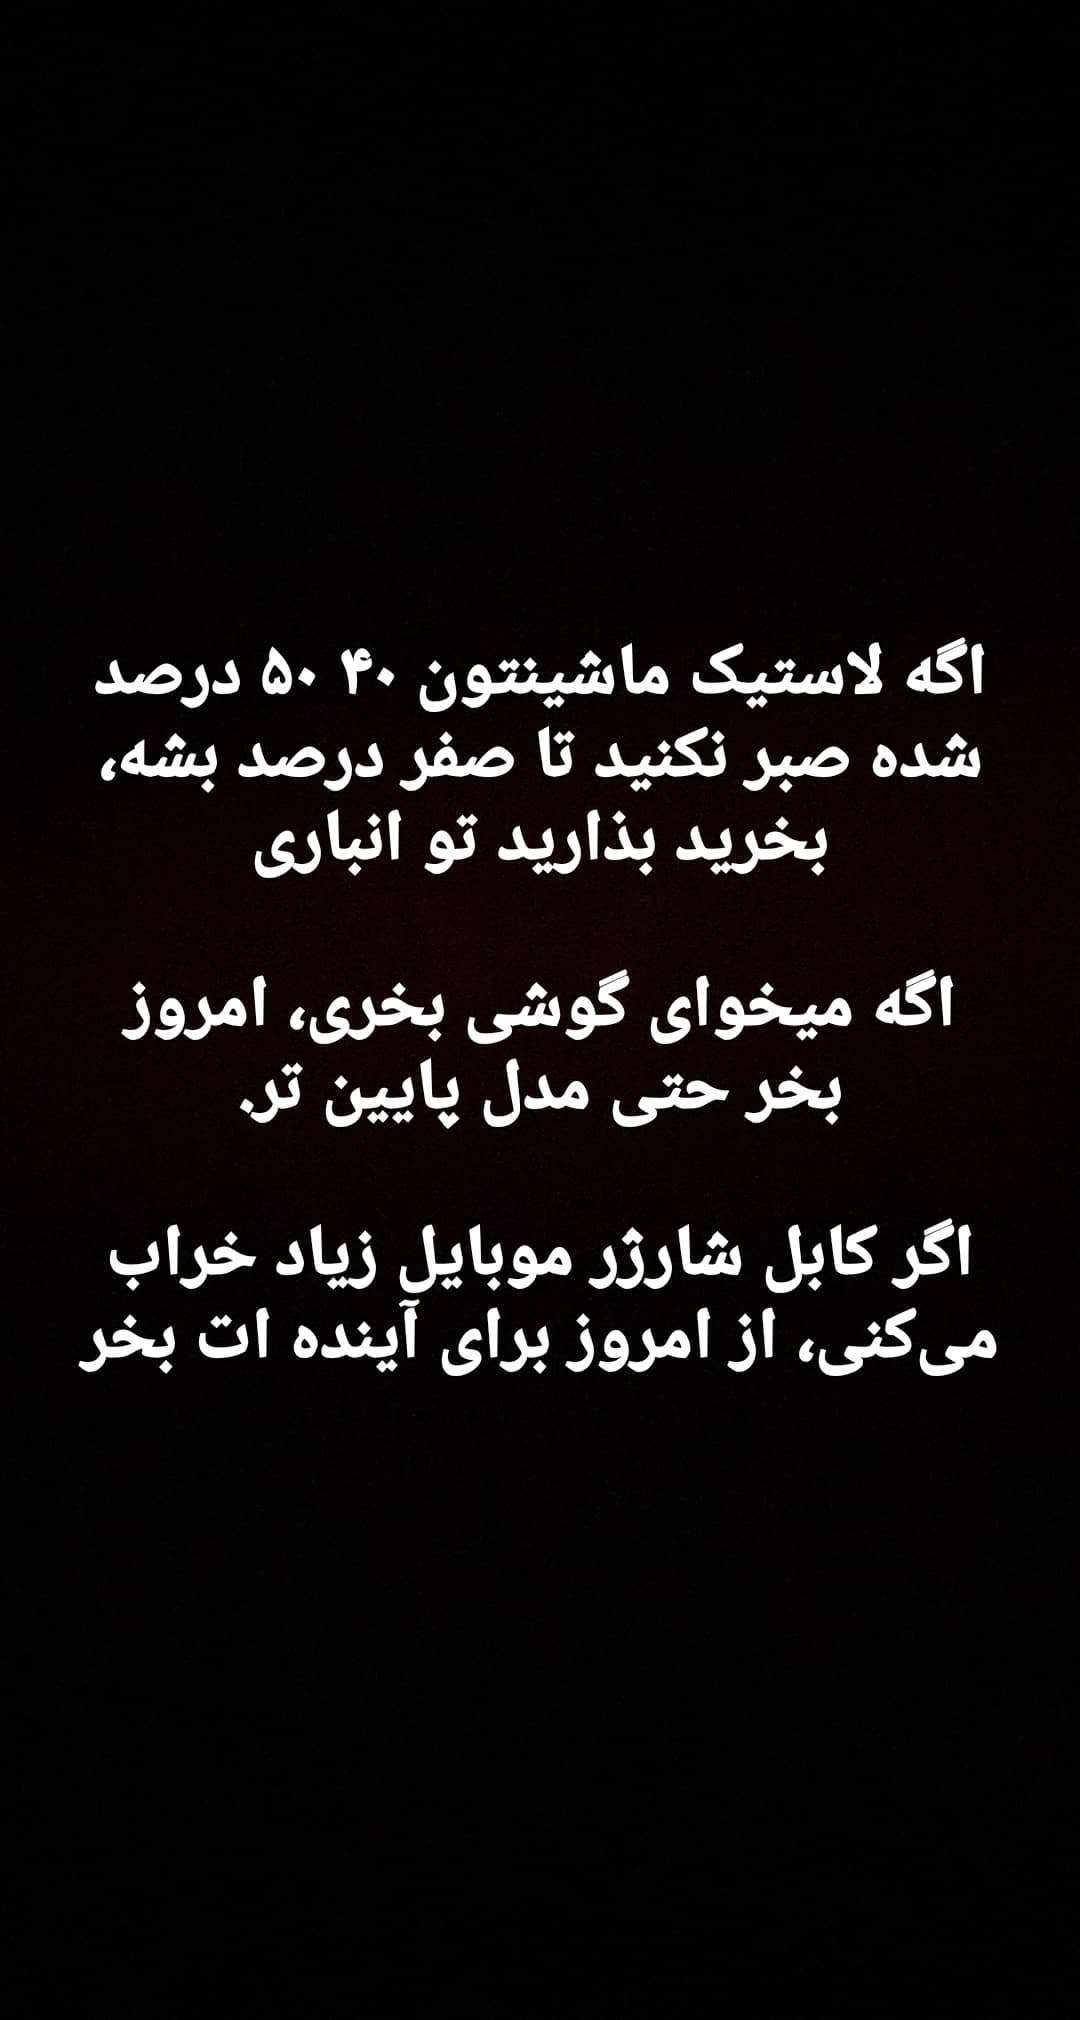 اگه لاستیک ماشینتون ۴۰ ۵۰ درصد
شده صبر نکنید تا صفر درصد بشه،
بخرید بذارید تو انباری
اگه میخوای گوشی بخری، امروز
بخر حتی مدل پایین تر.
اگر کابل شارژر موبایل زیاد خراب
می‌کنی، از امروز برای آینده ات بخر